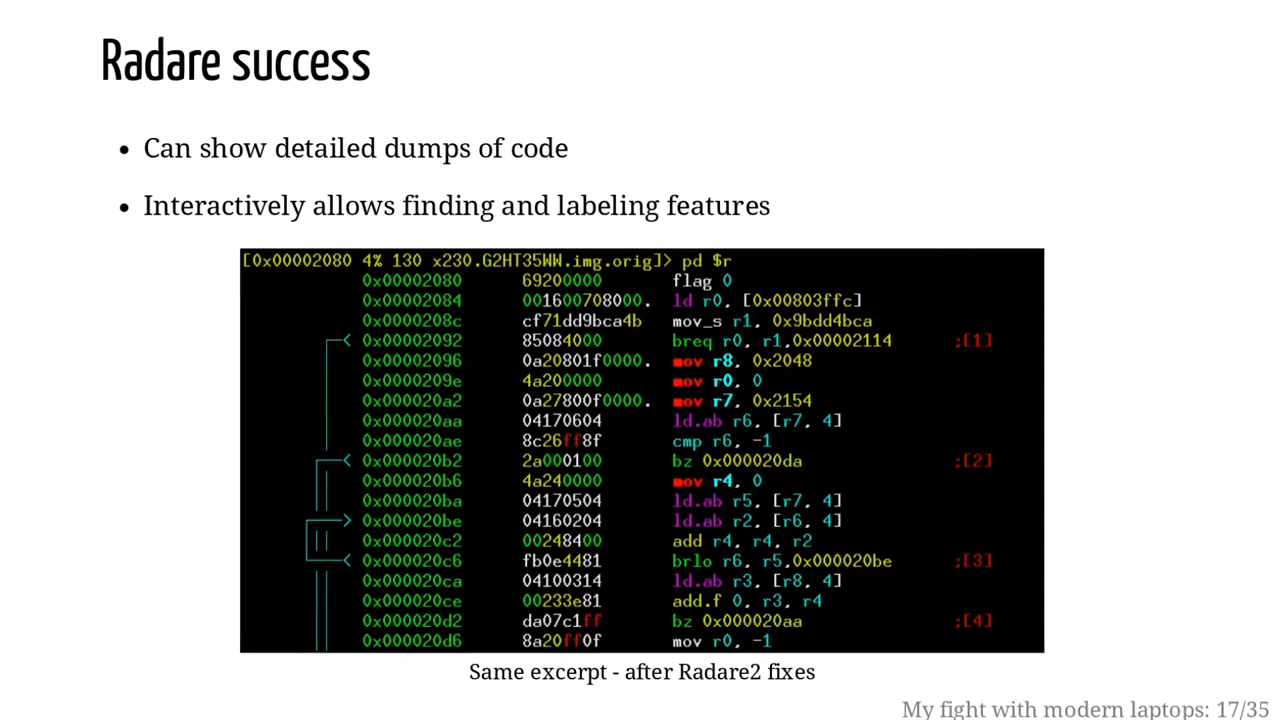 Radare success
• Can show detailed dumps of code
• Interactively allows finding and labeling features
[0x00002080 4% 130 x230.G2HT35WW.img.orig]> pd $r
0x00002080 69200000 flag 0
0x00002084 001600708000. ld r0, [0x00803ffc]
0x0000208c cf71dd9bca4b mov_s r1, 0x9bdd4bca
0x00002092 85084000 breq r0, r1,0x00002114 ;[1]
0x00002096 0a20801f0000. mov r8, 0x2048
0x0000209e 4a200000 mov r0, 0
0x000020a2 0a27800f0000. mov r7, 0x2154
0x000020aa 04170604 ld.ab r6, [r7, 4]
0x000020ae 8c26ff8f cmp r6, -1
0x000020b2 2a000100 bz 0x000020da ;[2]
0x000020b6 4a240000 mov r4, 0
0x000020ba 04170504 ld.ab r5, [r7, 4]
0x000020be 04160204 ld.ab r2, [r6, 4]
0x000020c2 00248400 add r4, r4, r2
0x000020c6 fb0e4481 brlo r6, r5,0x000020be ;[3]
0x000020ca 04100314 ld.ab r3, [r8, 4]
0x000020ce 00233e81 add.f 0, r3, r4
0x000020d2 da07c1ff bz 0x000020aa ;[4]
0x000020d6 8a20ff0f mov r0, -1
Same excerpt - after Radare2 fixes
My fight with modern laptops: 17/35